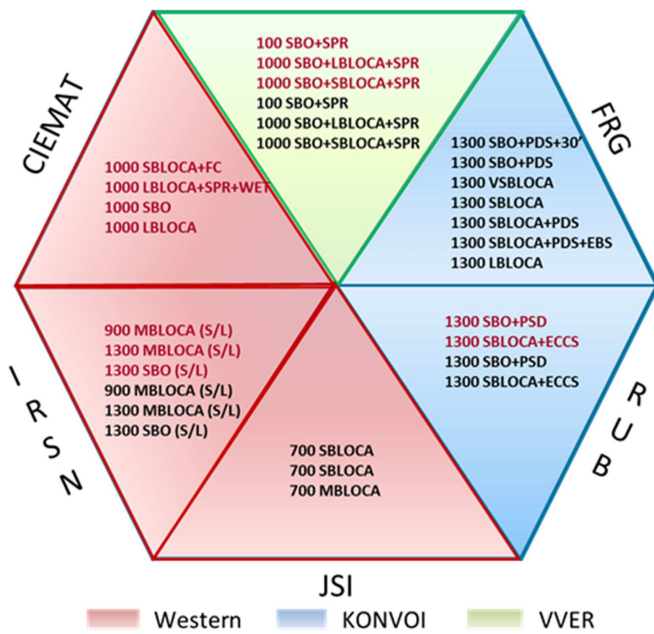 100 SBO+SPR
1000 SBO+LBLOCA+SPR
1000 SBO+SBLOCA+SPR
100 SBO+SPR
1000 SBO+LBLOCA+SPR
1000 SBO+SBLOCA+SPR
CIEMAT
1000 SBLOCA+FC
1000 LBLOCA+SPR+WET
1000 SBO
1000 LBLOCA
FRG
1300 SBO+PDS+30'
1300 SBO+PDS
1300 VSBLOCA
1300 SBLOCA
1300 SBLOCA+PDS
1300 SBLOCA+PDS+EBS
1300 LBLOCA
IRSN
900 MBLOCA (S/L)
1300 MBLOCA (S/L)
1300 SBO (S/L)
900 MBLOCA (S/L)
1300 MBLOCA (S/L)
1300 SBO (S/L)
1300 SBO+PSD
1300 SBLOCA+ECCS
1300 SBO+PSD
1300 SBLOCA+ECCS
RUB
700 SBLOCA
700 SBLOCA
700 MBLOCA
JSI
Western KONVOI VVER